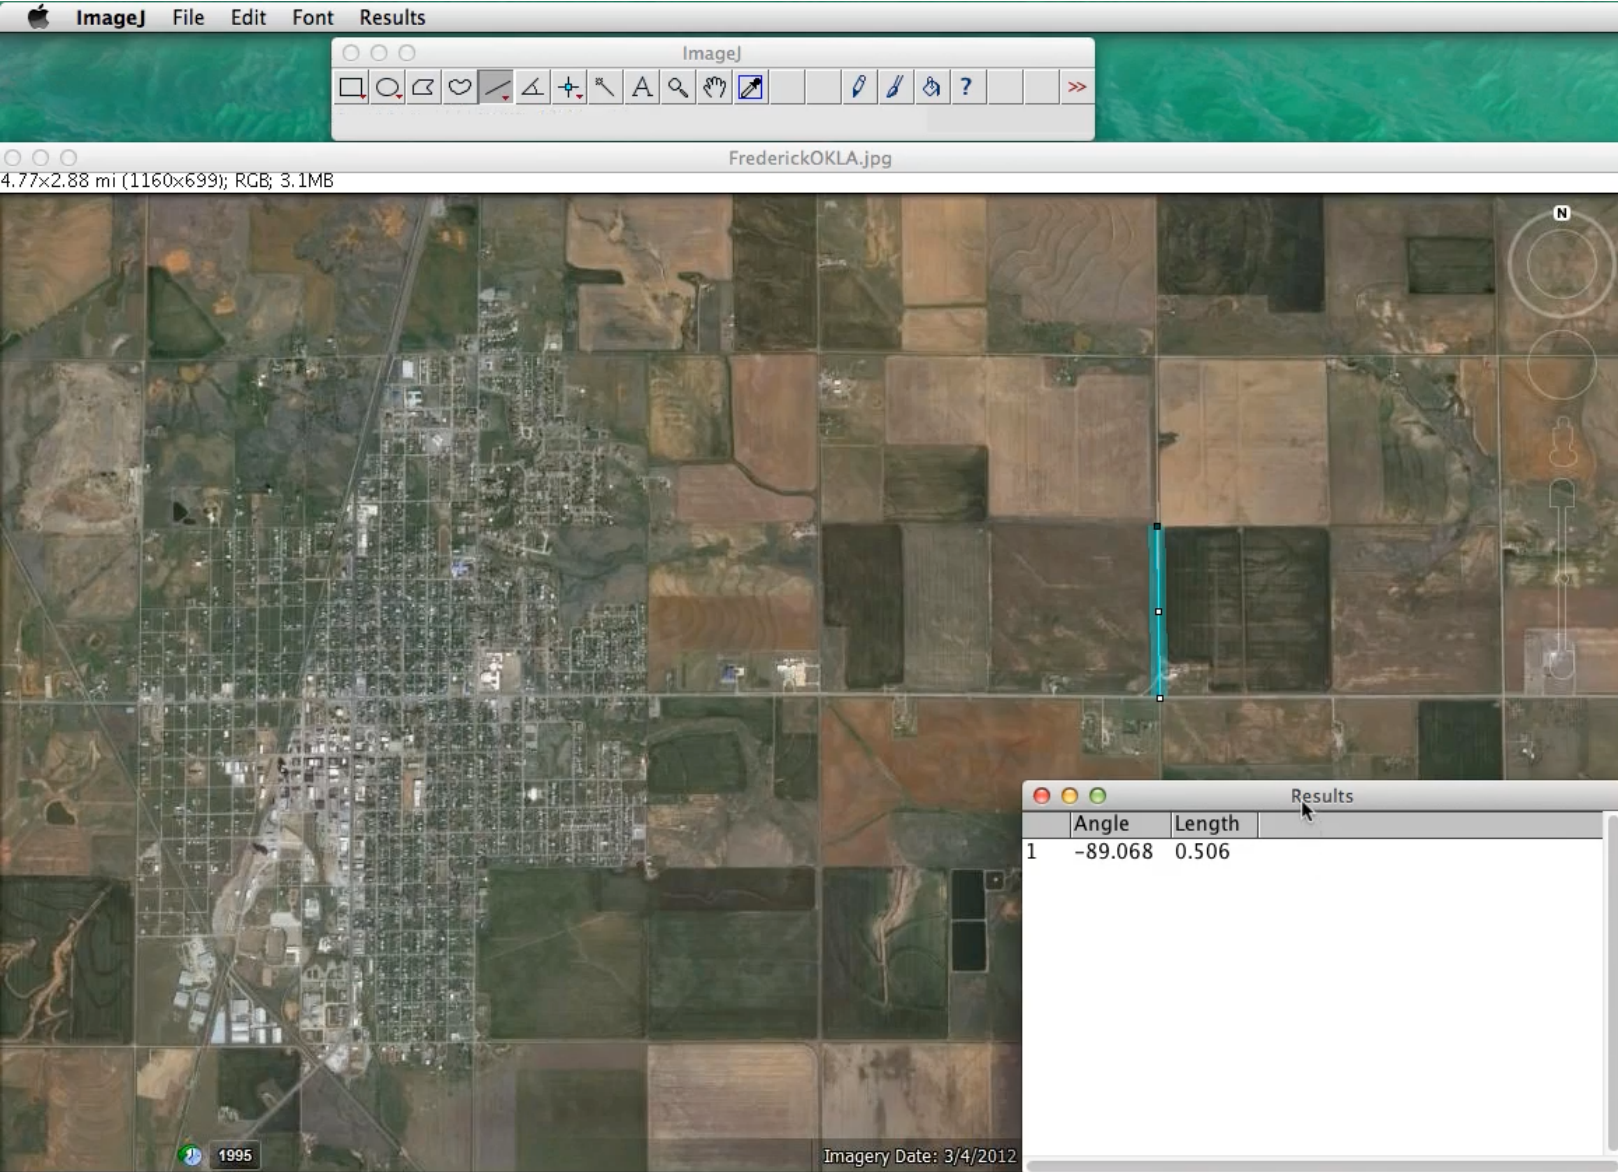 ImageJ File Edit Font Results
ImageJ
A ? >>
FrederickOKLA.jpg
4.77x2.88 mi (1160x699); RGB; 3.1MB
N
Results
Angle Length
1 -89.068 0.506
1995
Imagery Date: 3/4/2012